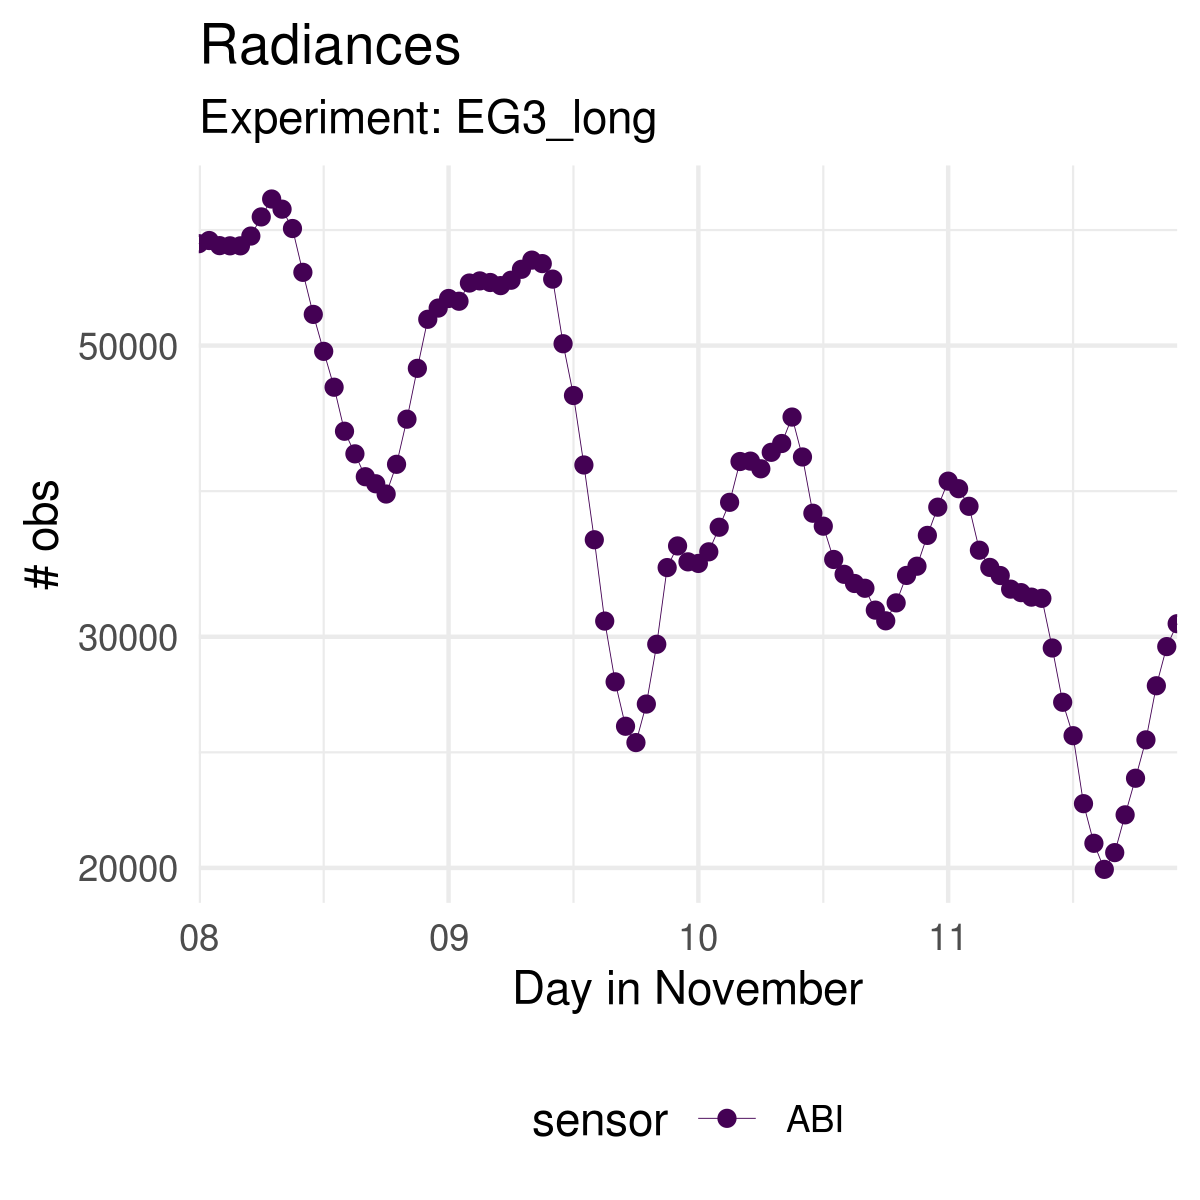 Radiances
Experiment: EG3_long
# obs
50000
30000
20000
08 09 10 11
Day in November
sensor ABI